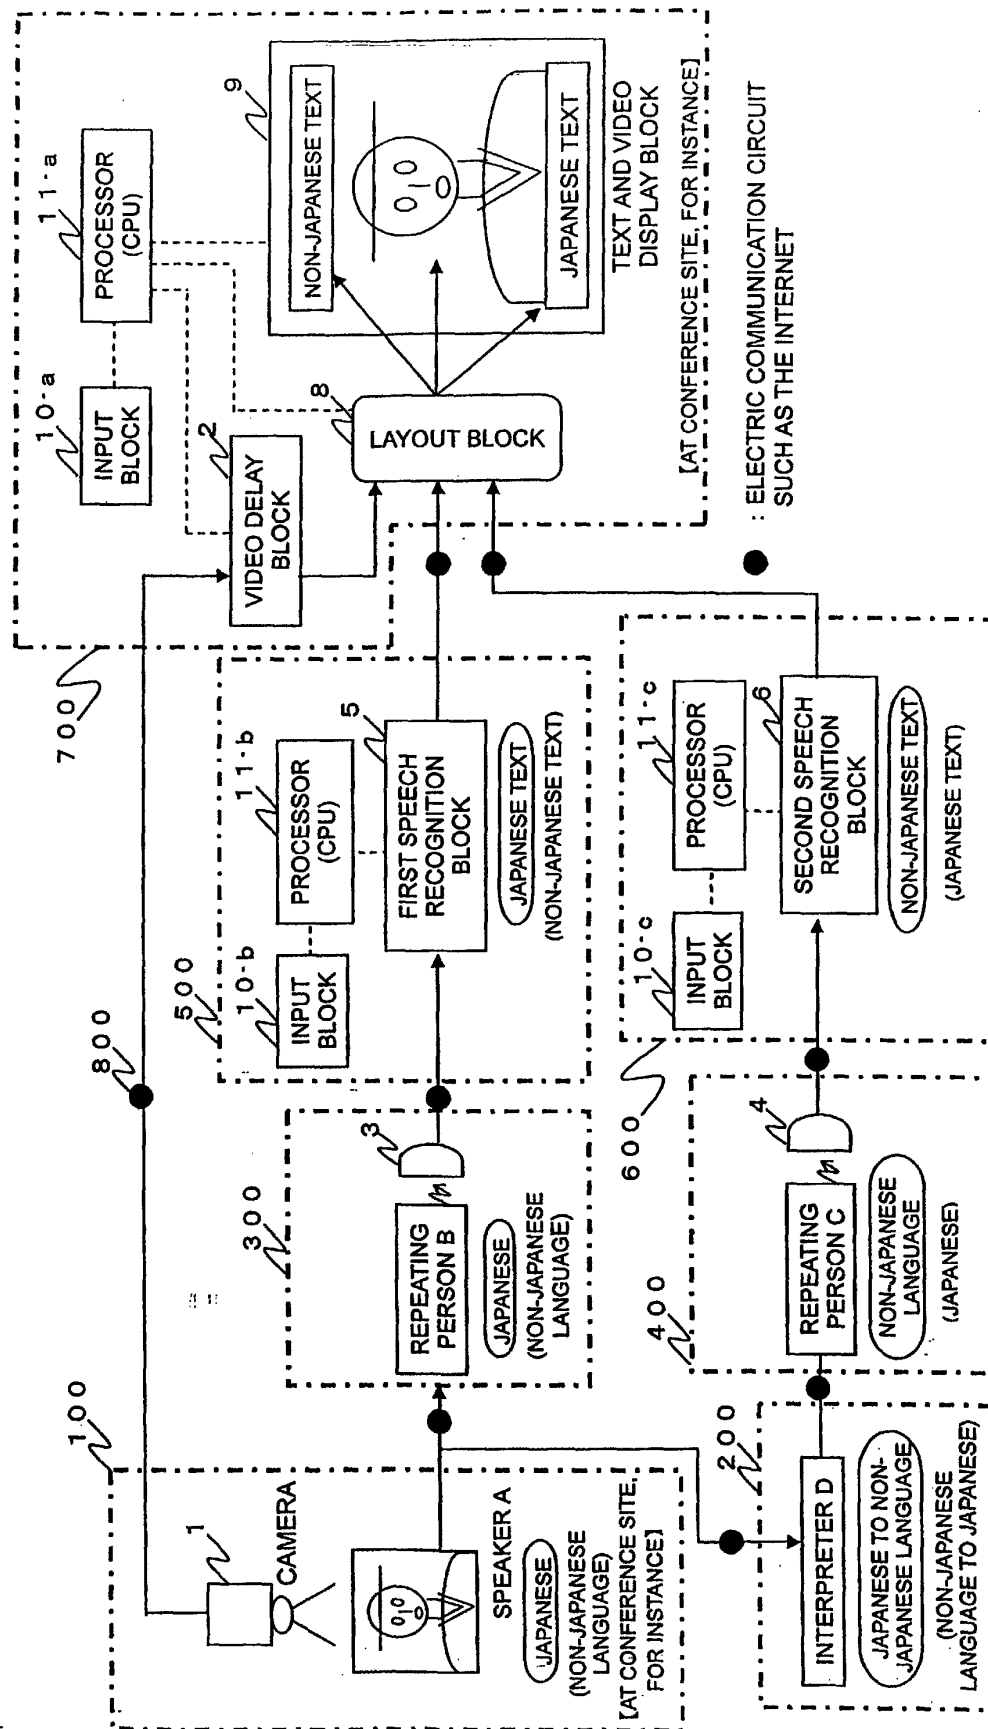 100
1
CAMERA
SPEAKER A
JAPANESE
(NON-JAPANESE
LANGUAGE)
[AT CONFERENCE SITE,
FOR INSTANCE]
200
INTERPRETER D
JAPANESE TO NON-
JAPANESE LANGUAGE
(NON-JAPANESE
LANGUAGE TO JAPANESE)
800
300
3
REPEATING
PERSON B
JAPANESE
(NON-JAPANESE
LANGUAGE)
400
4
REPEATING
PERSON C
NON-JAPANESE
LANGUAGE
(JAPANESE)
500
10-b
INPUT
BLOCK
11-b
PROCESSOR
(CPU)
5
FIRST SPEECH
RECOGNITION
BLOCK
JAPANESE TEXT
(NON-JAPANESE TEXT)
600
10-c
INPUT
BLOCK
11-c
PROCESSOR
(CPU)
6
SECOND SPEECH
RECOGNITION
BLOCK
NON-JAPANESE TEXT
(JAPANESE TEXT)
700
10-a
INPUT
BLOCK
11-a
PROCESSOR
(CPU)
2
VIDEO DELAY
BLOCK
8
LAYOUT BLOCK
9
NON-JAPANESE TEXT
JAPANESE TEXT
TEXT AND VIDEO
DISPLAY BLOCK
[AT CONFERENCE SITE, FOR INSTANCE]
: ELECTRIC COMMUNICATION CIRCUIT
SUCH AS THE INTERNET